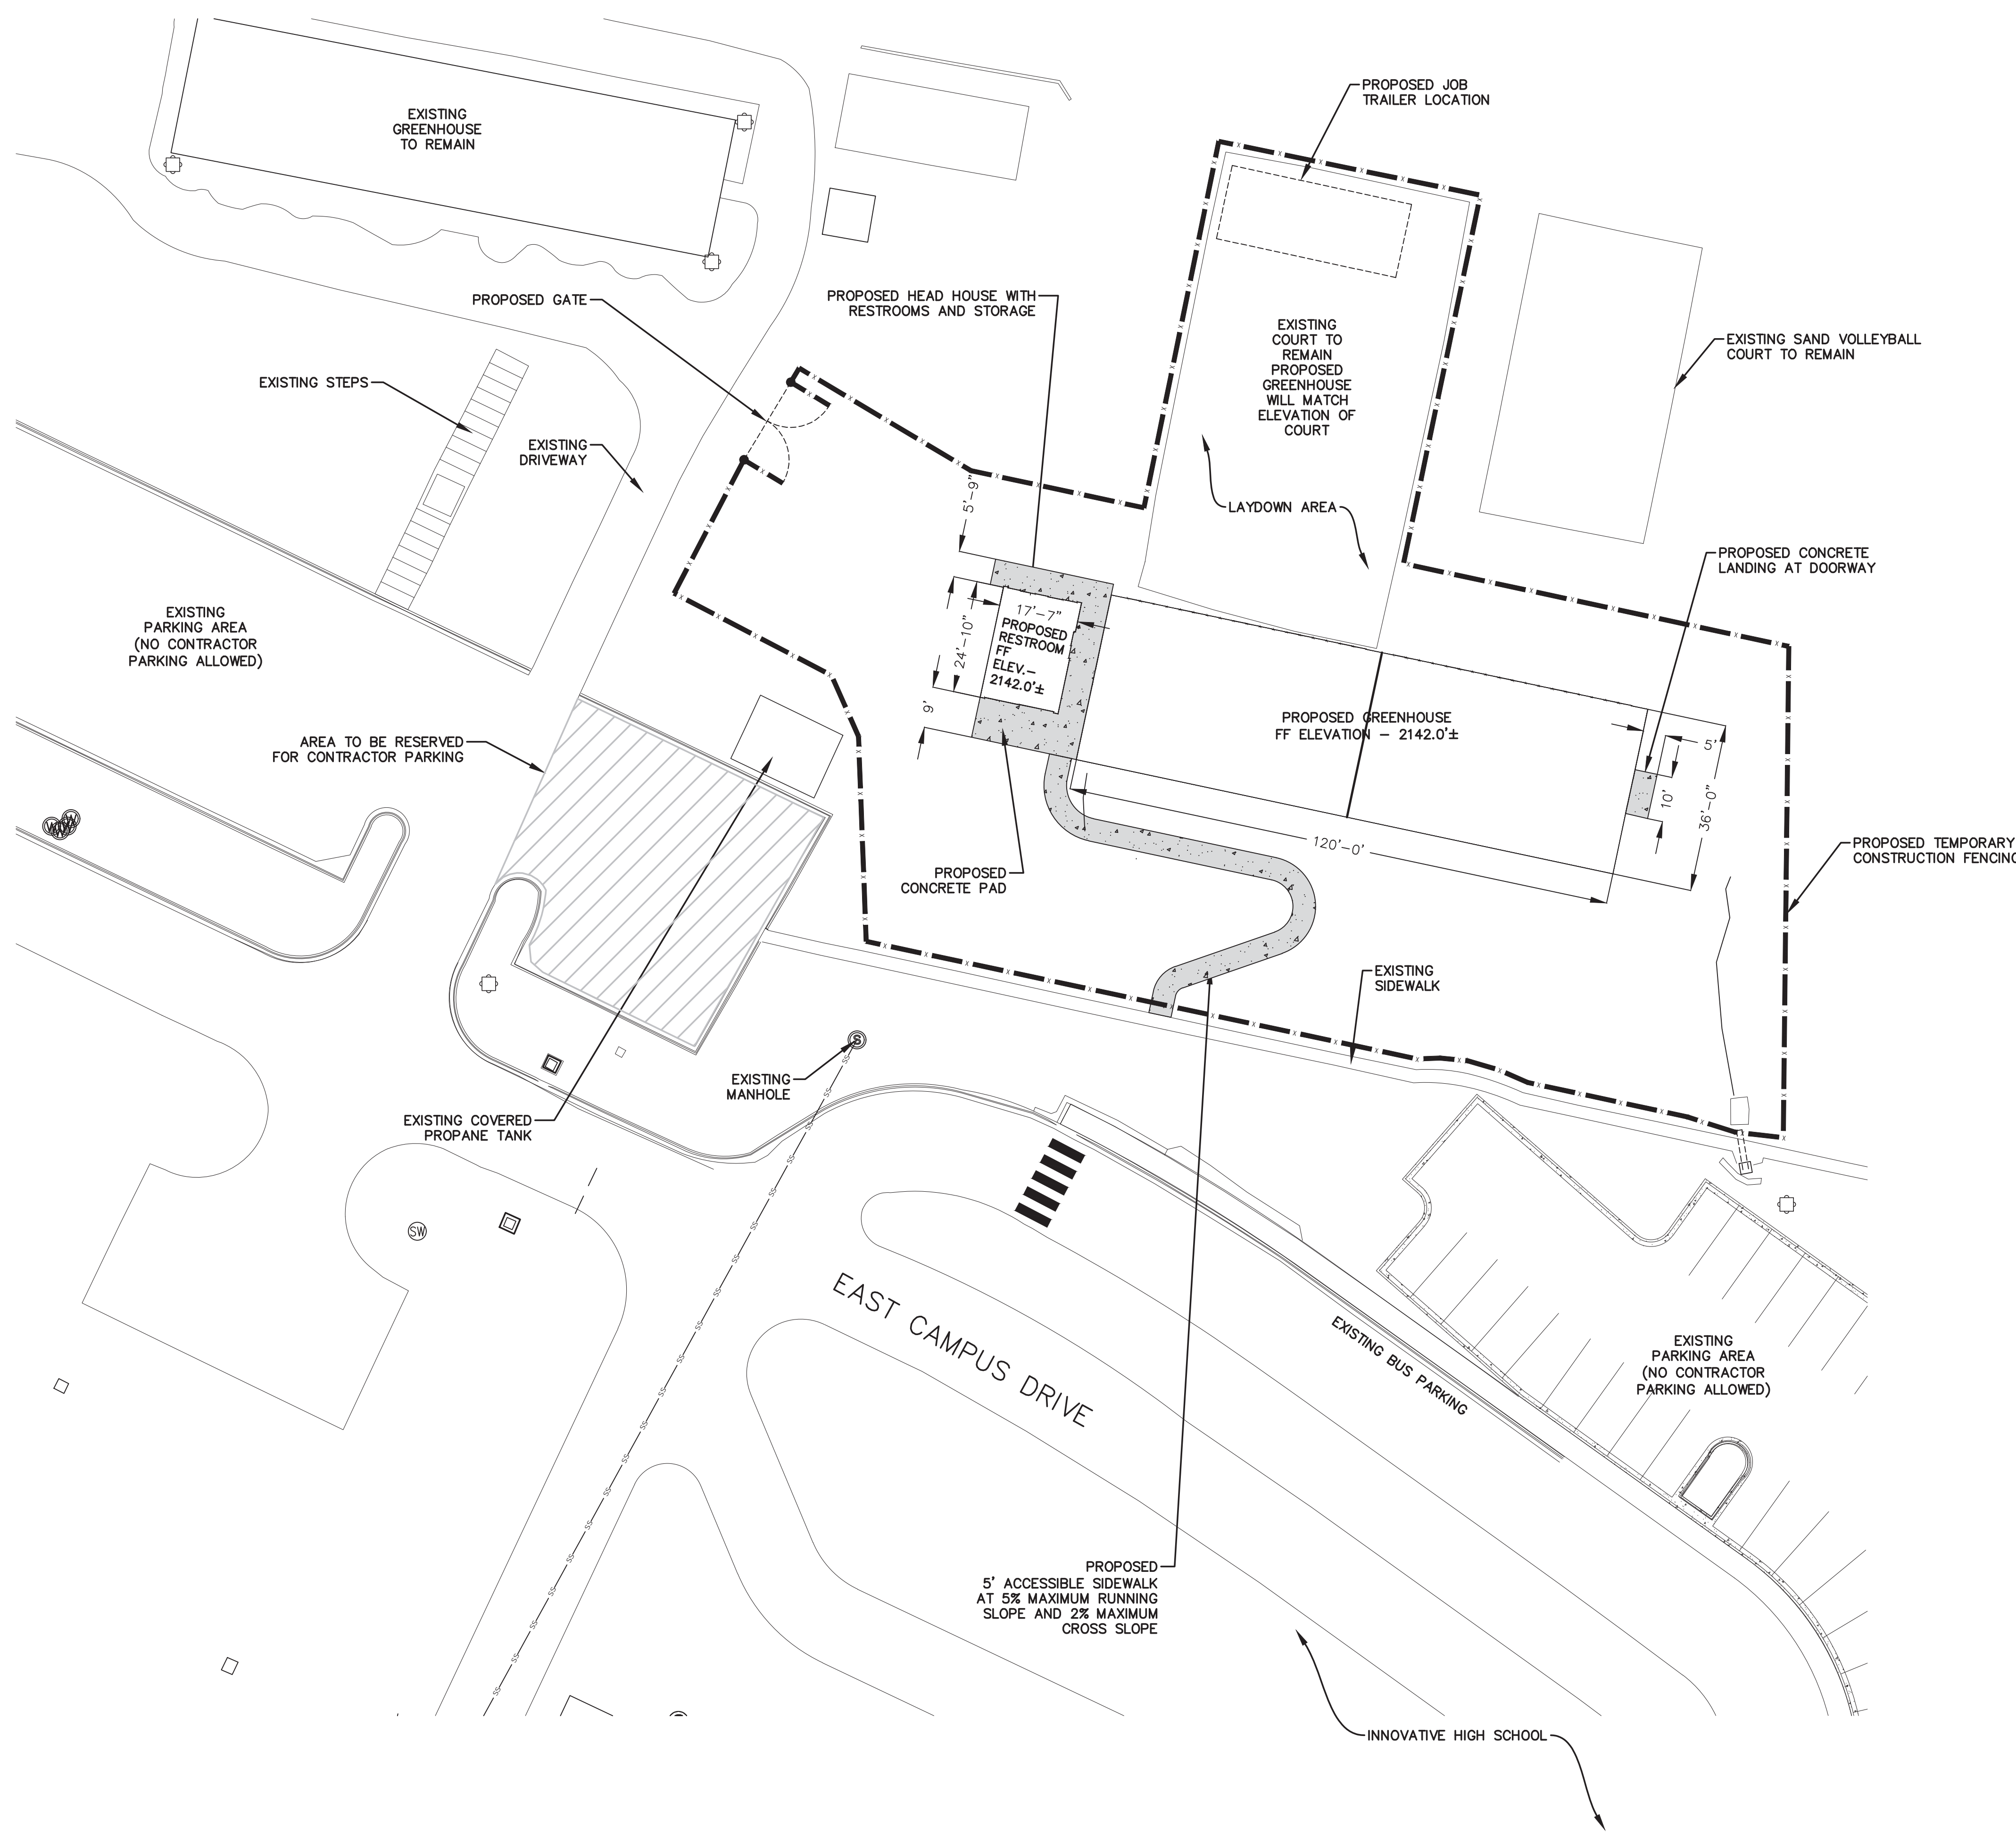 PROPOSED JOB
TRAILER LOCATION
EXISTING
GREENHOUSE
TO REMAIN
PROPOSED GATE
PROPOSED HEAD HOUSE WITH
RESTROOMS AND STORAGE
EXISTING
COURT TO
REMAIN
PROPOSED
GREENHOUSE
WILL MATCH
ELEVATION OF
COURT
EXISTING SAND VOLLEYBALL
COURT TO REMAIN
EXISTING STEPS
EXISTING
DRIVEWAY
5'-9"
LAYDOWN AREA
PROPOSED CONCRETE
LANDING AT DOORWAY
EXISTING
PARKING AREA
(NO CONTRACTOR
PARKING ALLOWED)
17'-7"
24'-10"
PROPOSED
RESTROOM
FF
ELEV.-
2142.0'±
9'
PROPOSED GREENHOUSE
FF ELEVATION - 2142.0'±
5'
10'
36'-0"
AREA TO BE RESERVED
FOR CONTRACTOR PARKING
120'-0'
PROPOSED TEMPORARY
CONSTRUCTION FENCING
PROPOSED
CONCRETE PAD
EXISTING
SIDEWALK
S
EXISTING
MANHOLE
EXISTING COVERED
PROPANE TANK
SW
EAST CAMPUS DRIVE
EXISTING BUS PARKING
EXISTING
PARKING AREA
(NO CONTRACTOR
PARKING ALLOWED)
PROPOSED
5' ACCESSIBLE SIDEWALK
AT 5% MAXIMUM RUNNING
SLOPE AND 2% MAXIMUM
CROSS SLOPE
INNOVATIVE HIGH SCHOOL